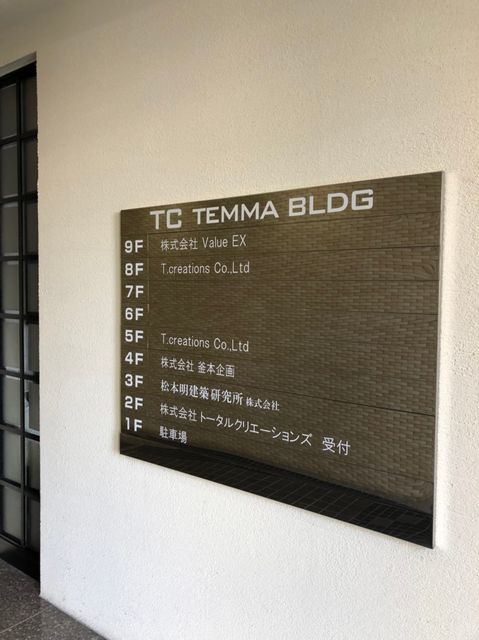 TC TEMMA BLDG
9F 株式会社 Value EX
8F T.creations Co.,Ltd
7F
6F
5F T.creations Co.,Ltd
4F 株式会社 釜本企画
3F 松本明建築研究所 株式会社
2F 株式会社 トータルクリエーションズ 受付
1F 駐車場